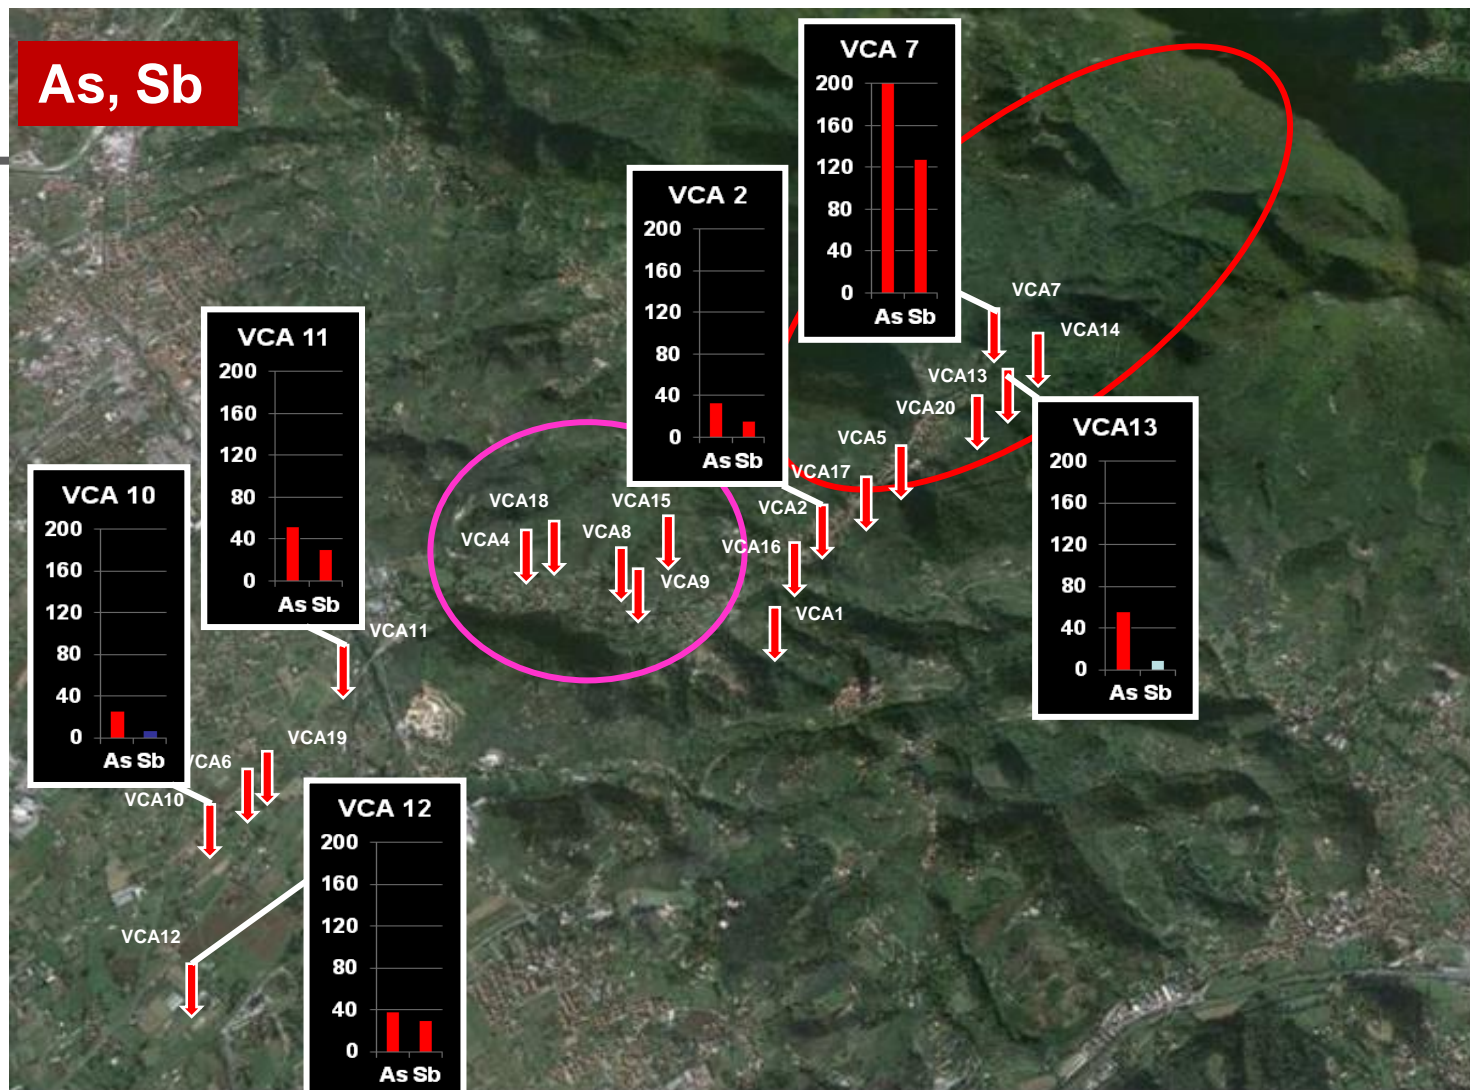 As, Sb
VCA 7
200
160
120
80
40
0
As Sb
VCA 2
200
160
120
80
40
0
As Sb
VCA 11
200
160
120
80
40
0
As Sb
VCA 10
200
160
120
80
40
0
As Sb
VCA13
200
160
120
80
40
0
As Sb
VCA 12
200
160
120
80
40
0
As Sb
VCA7
VCA14
VCA13
VCA20
VCA5
VCA17
VCA2
VCA16
VCA1
VCA15
VCA18
VCA8
VCA4
VCA9
VCA11
VCA19
VCA6
VCA10
VCA12